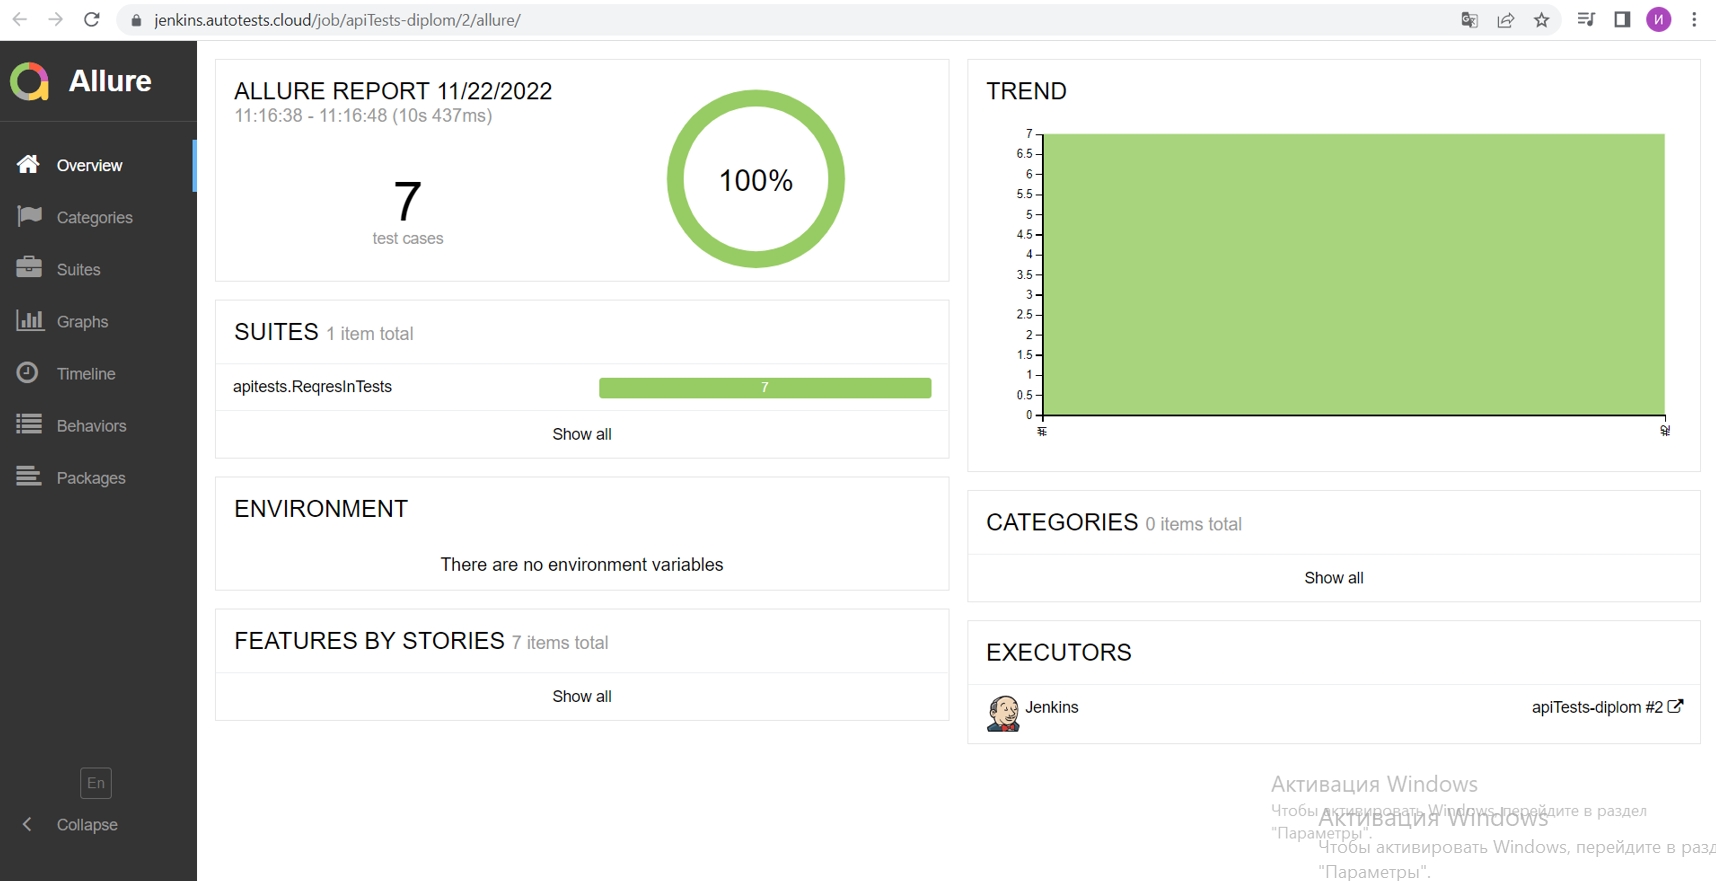 jenkins.autotests.cloud/job/apiTests-diplom/2/allure/
И
Allure
Overview
Categories
Suites
Graphs
Timeline
Behaviors
Packages
En
Collapse
ALLURE REPORT 11/22/2022
11:16:38 - 11:16:48 (10s 437ms)
7
test cases
100%
SUITES 1 item total
apitests.ReqresInTests 7
Show all
ENVIRONMENT
There are no environment variables
FEATURES BY STORIES 7 items total
Show all
TREND
7
6.5
6
5.5
5
4.5
4
3.5
3
2.5
2
1.5
1
0.5
0
#1 #2
CATEGORIES 0 items total
Show all
EXECUTORS
Jenkins apiTests-diplom #2
Активация Windows
Чтобы активировать Windows, перейдите в раздел
"Параметры".
Активация Windows
Чтобы активировать Windows, перейдите в разд
"Параметры".